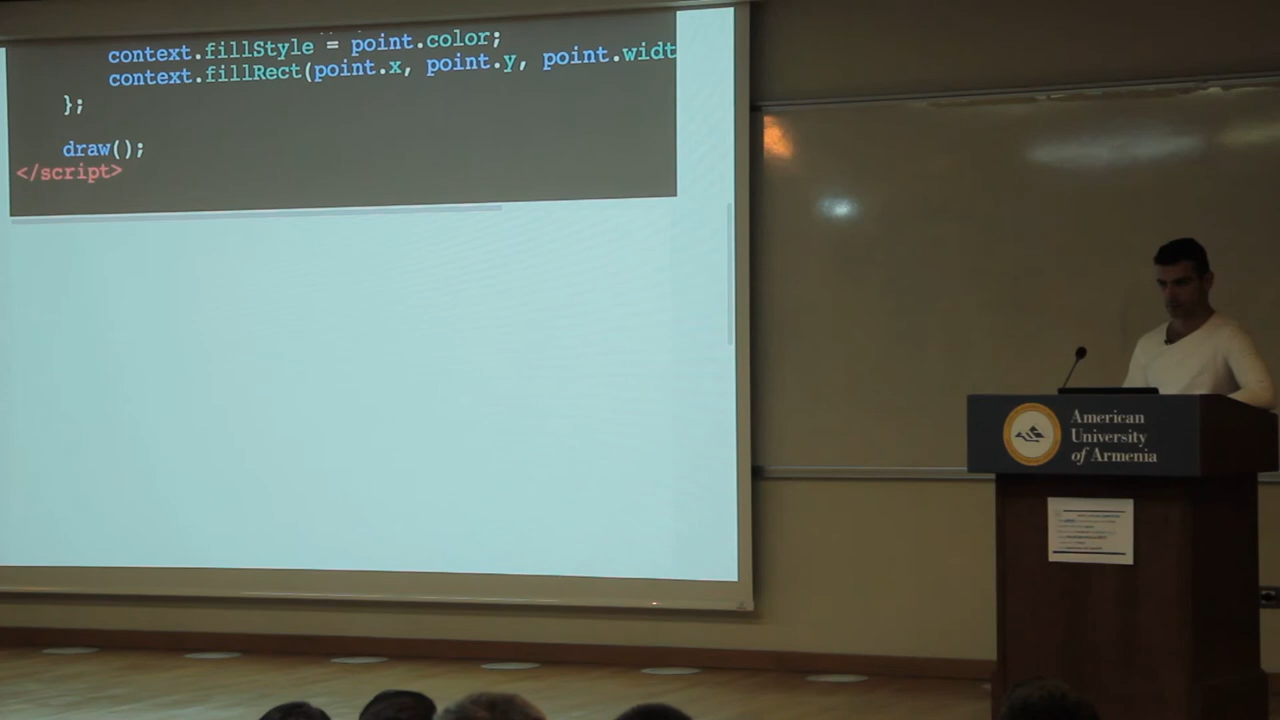 context.fillStyle = point.color;
context.fillRect(point.x, point.y, point.widt
};
draw();
</script>
American
University
of Armenia